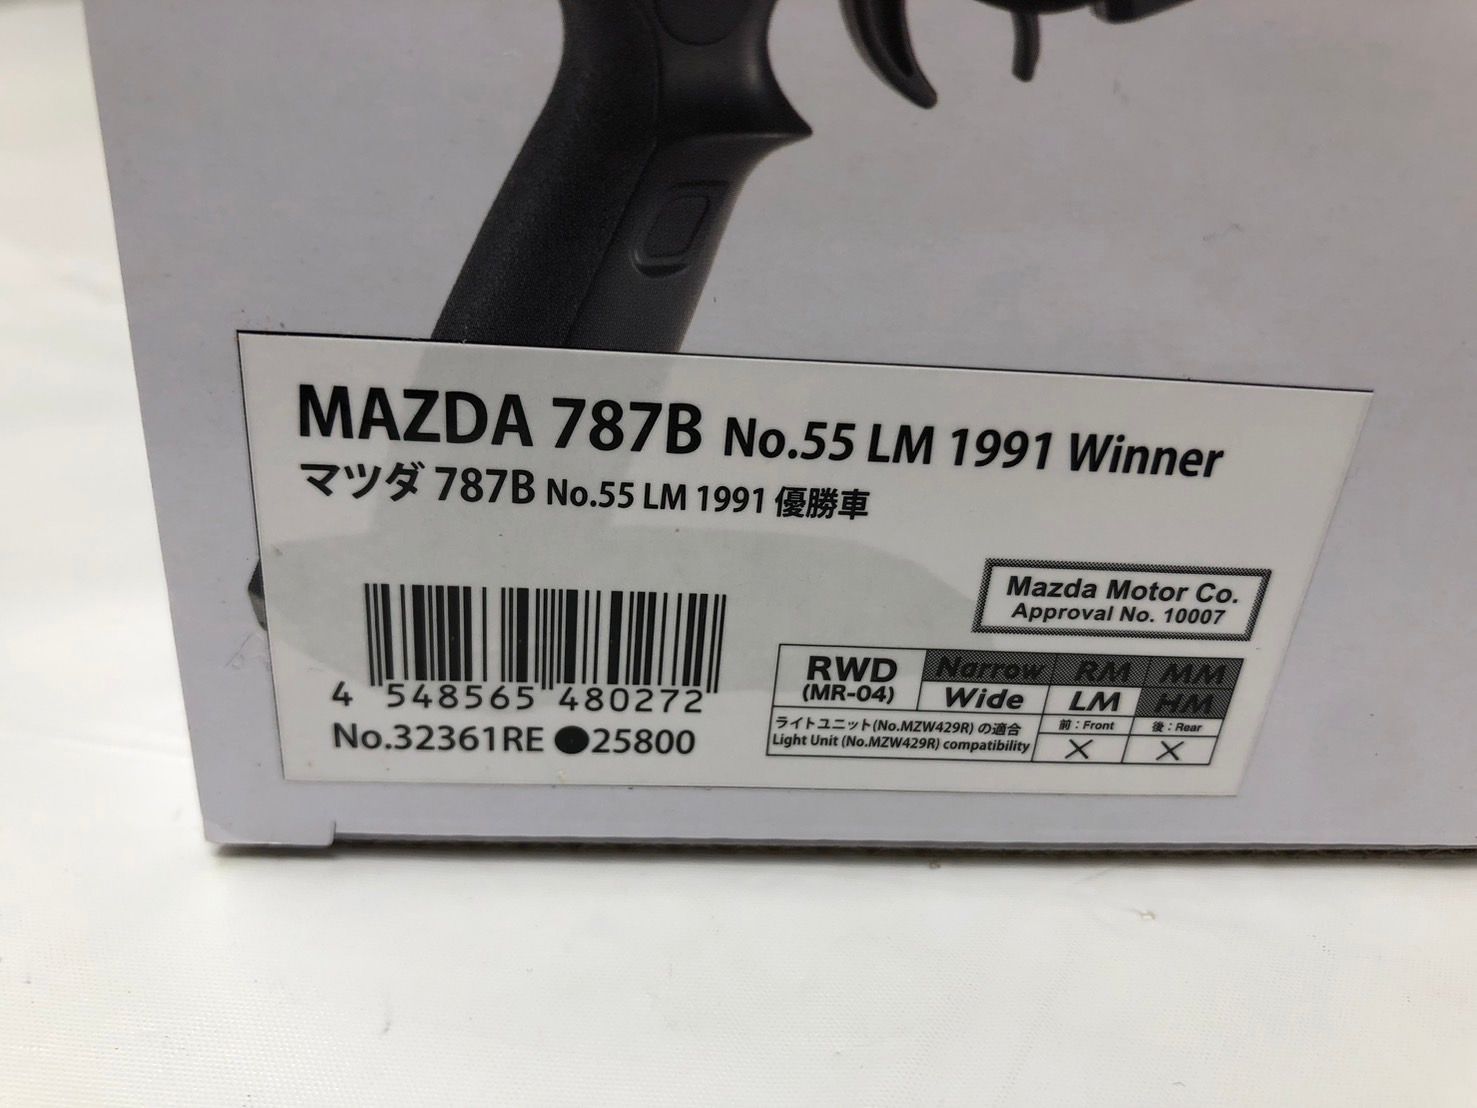 MAZDA 787B No.55 LM 1991 Winner
マツダ 787B No.55 LM 1991 優勝車
Mazda Motor Co.
Approval No. 10007
4 548565 480272
No.32361RE ●25800
RWD Narrow RM MM
(MR-04) Wide LM HM
ライトユニット(No.MZW429R) の適合 前 : Front 後 : Rear
Light Unit (No.MZW429R) compatibility × ×